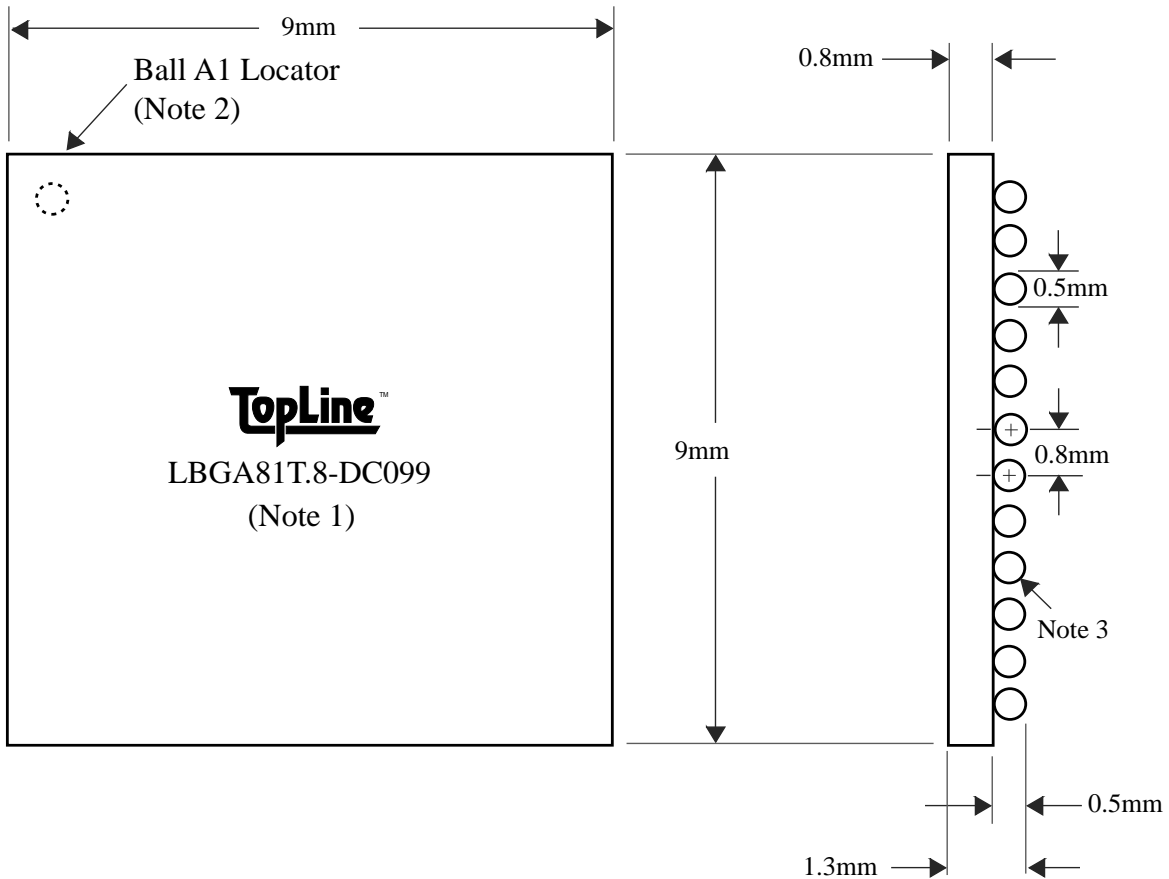 9mm
Ball A1 Locator
(Note 2)
0.8mm
0.5mm
TopLine™
LBGA81T.8-DC099
(Note 1)
9mm
0.8mm
Note 3
0.5mm
1.3mm